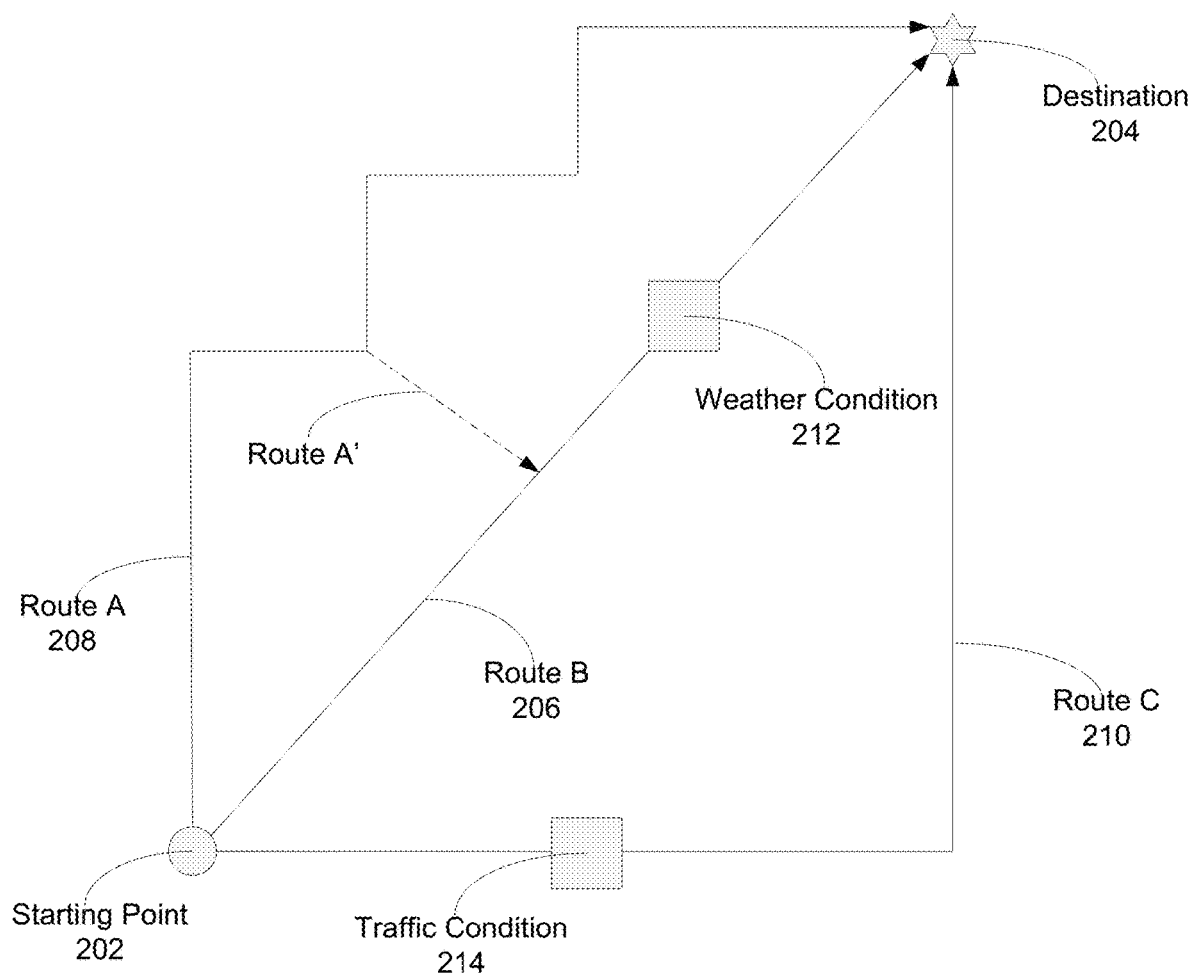 Destination
204
Weather Condition
212
Route A’
Route A
208
Route B
206
Route C
210
Starting Point
202
Traffic Condition
214